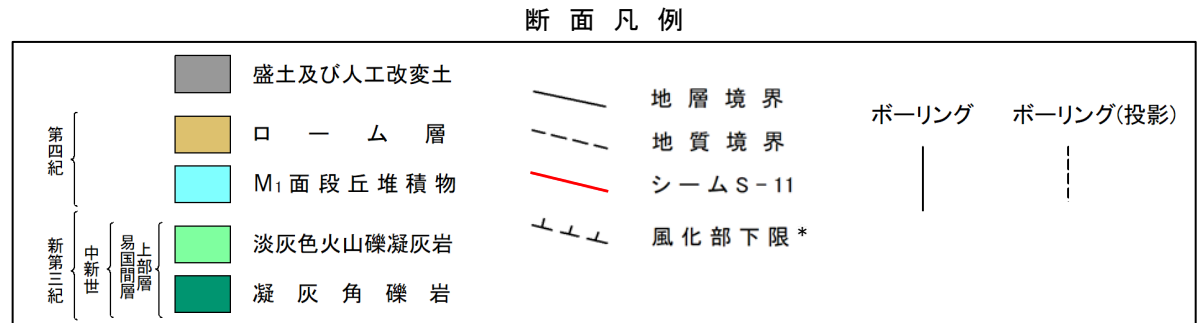 断面凡例
盛土及び人工改変土
第四紀
ローム層
M₁面段丘堆積物
新第三紀
中新世
易国間層
上部層
淡灰色火山礫凝灰岩
凝灰角礫岩
地層境界
地質境界
シームS-11
風化部下限*
ボーリング
ボーリング(投影)